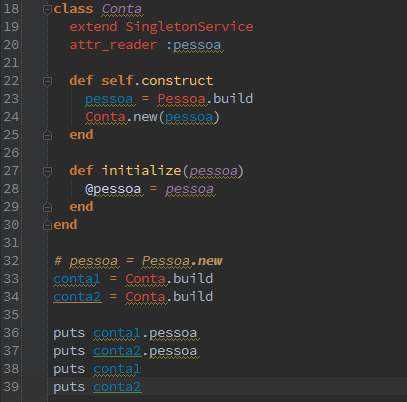 18 class Conta
19 extend SingletonService
20 attr_reader :pessoa
21
22 def self.construct
23 pessoa = Pessoa.build
24 Conta.new(pessoa)
25 end
26
27 def initialize(pessoa)
28 @pessoa = pessoa
29 end
30 end
31
32 # pessoa = Pessoa.new
33 conta1 = Conta.build
34 conta2 = Conta.build
35
36 puts conta1.pessoa
37 puts conta2.pessoa
38 puts conta1
39 puts conta2